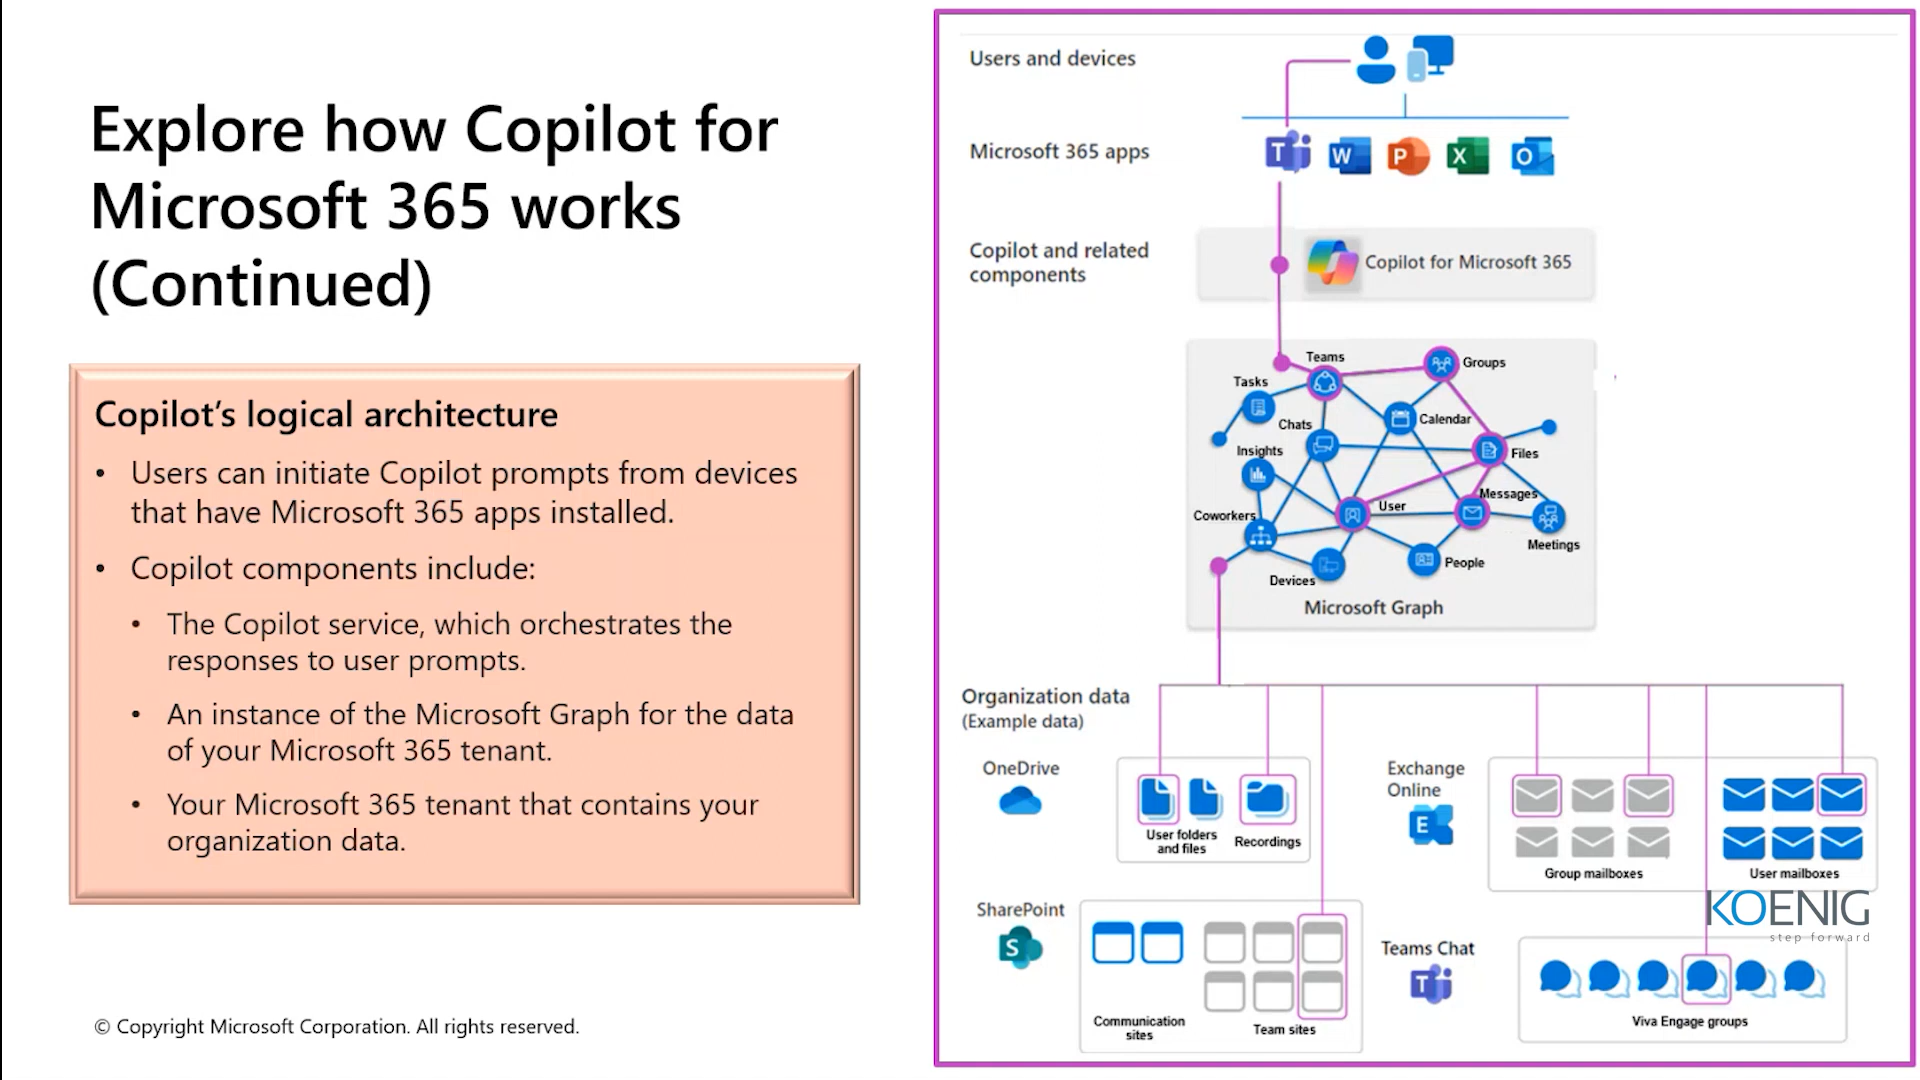 Explore how Copilot for
Microsoft 365 works
(Continued)
Copilot’s logical architecture
• Users can initiate Copilot prompts from devices
that have Microsoft 365 apps installed.
• Copilot components include:
• The Copilot service, which orchestrates the
responses to user prompts.
• An instance of the Microsoft Graph for the data
of your Microsoft 365 tenant.
• Your Microsoft 365 tenant that contains your
organization data.
© Copyright Microsoft Corporation. All rights reserved.
Users and devices
Microsoft 365 apps
T W P X O
Copilot and related
components
Copilot for Microsoft 365
Teams
Groups
Tasks
Chats
Calendar
Insights
Files
Messages
User
Coworkers
Meetings
People
Devices
Microsoft Graph
Organization data
(Example data)
OneDrive
User folders
and files
Recordings
Exchange
Online
E
Group mailboxes
User mailboxes
KOENIG
step forward
SharePoint
S
Communication
sites
Team sites
Teams Chat
T
Viva Engage groups